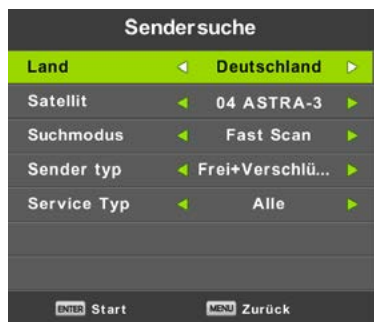 Sendersuche
Land Deutschland
Satellit 04 ASTRA-3
Suchmodus Fast Scan
Sender typ Frei+Verschlü...
Service Typ Alle
ENTER Start MENU Zurück